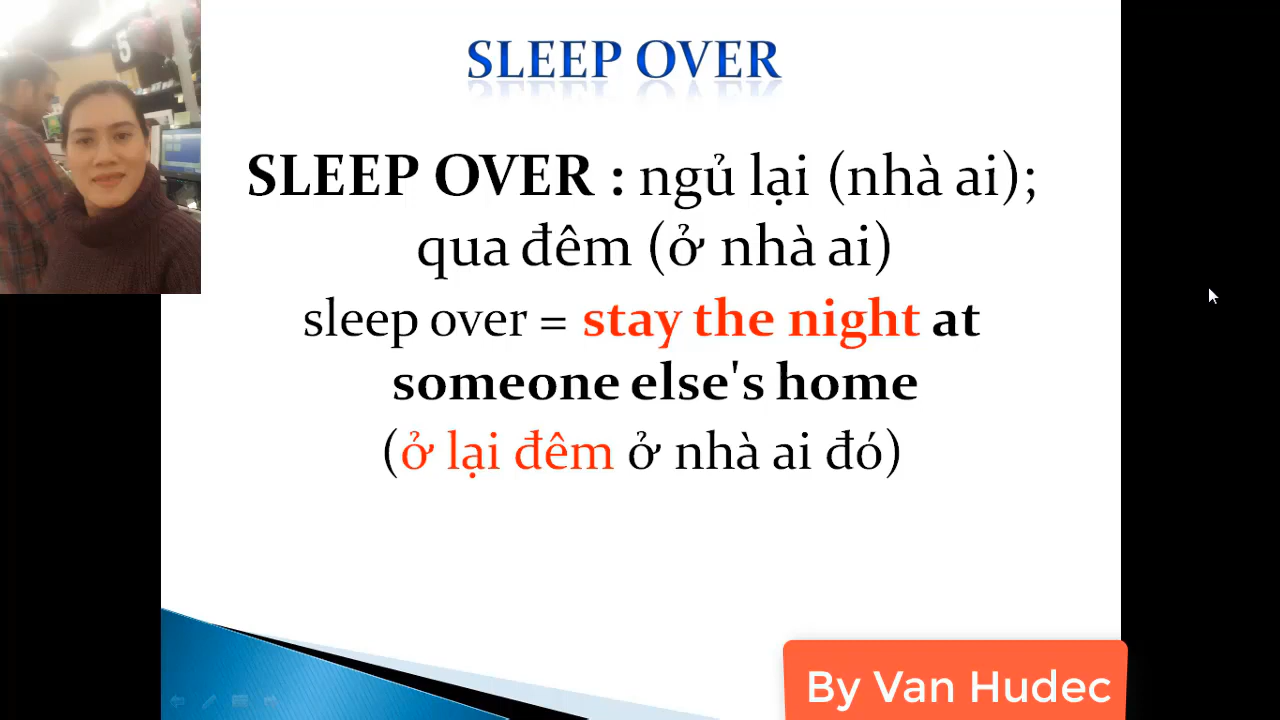 SLEEP OVER
SLEEP OVER : ngủ lại (nhà ai);
qua đêm (ở nhà ai)
sleep over = stay the night at
someone else's home
(ở lại đêm ở nhà ai đó)
By Van Hudec
5